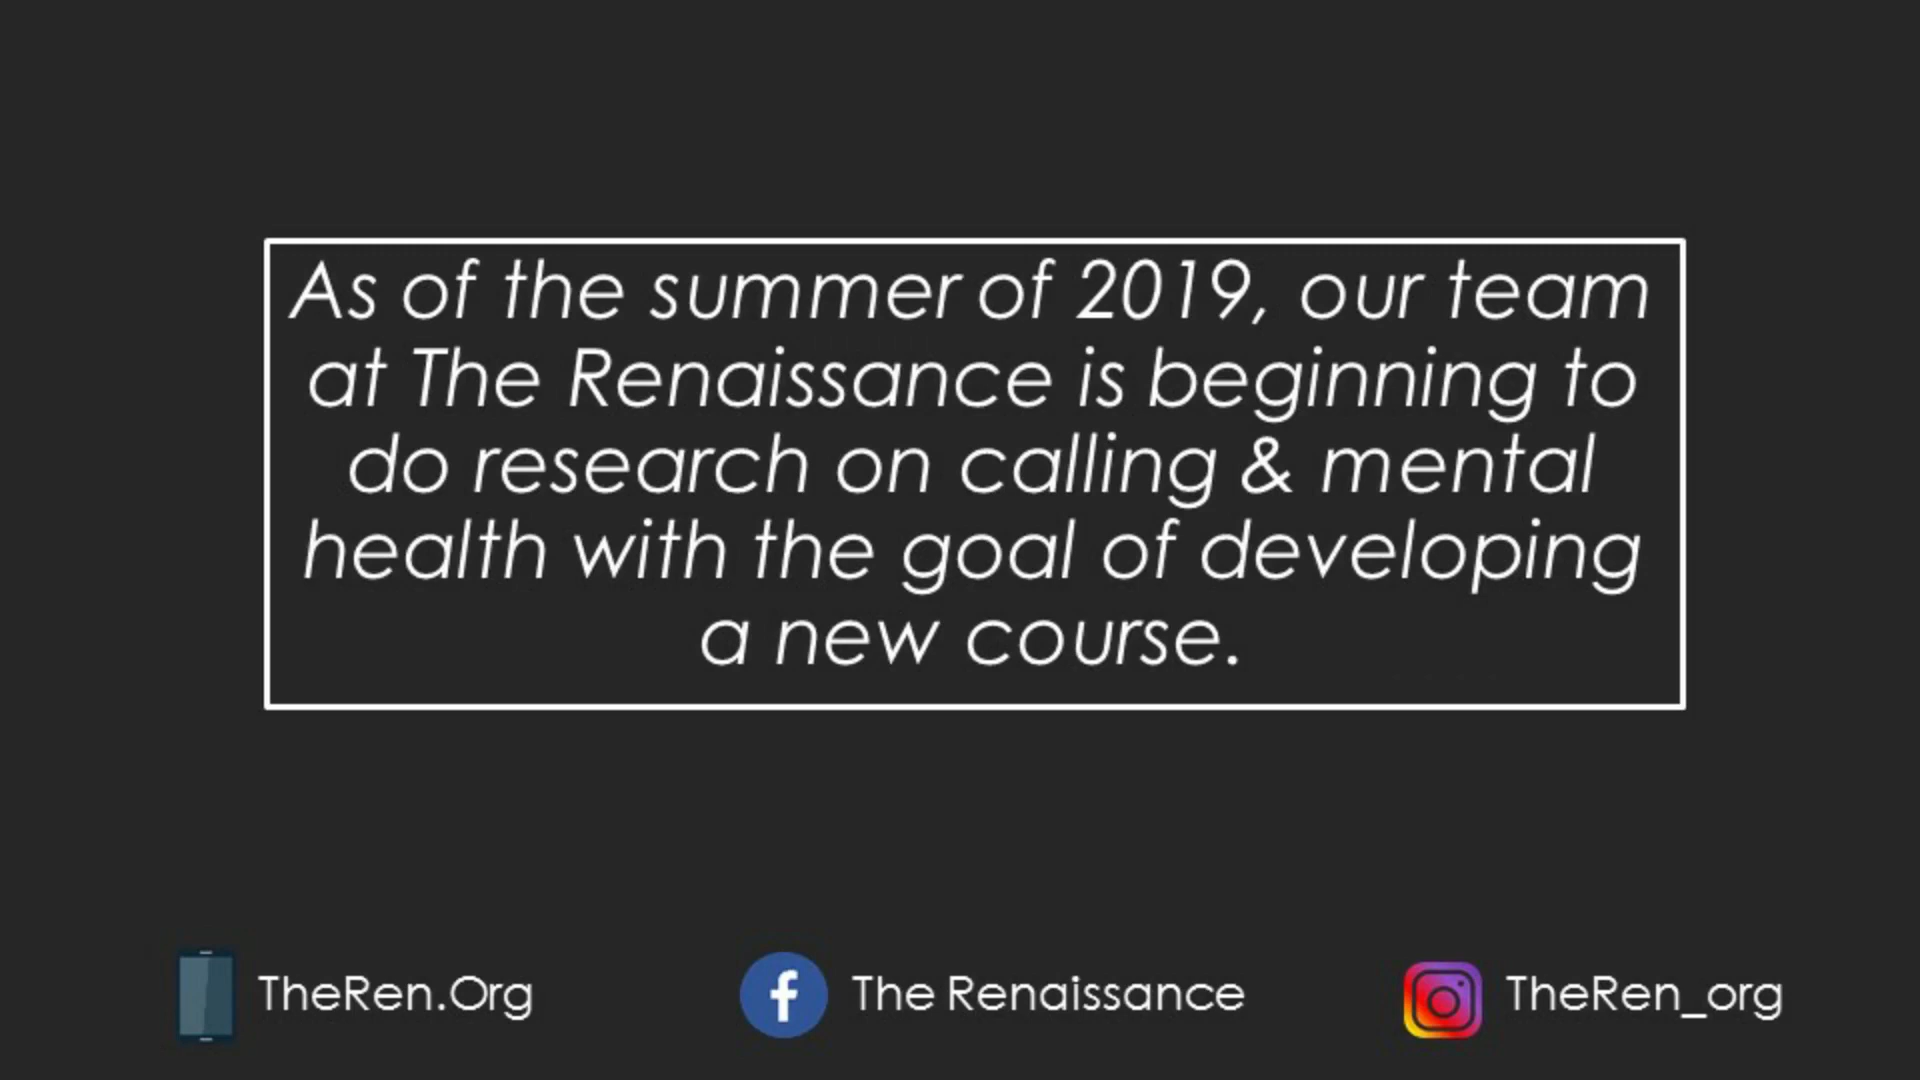 As of the summer of 2019, our team
at The Renaissance is beginning to
do research on calling & mental
health with the goal of developing
a new course.
TheRen.Org
The Renaissance
TheRen_org